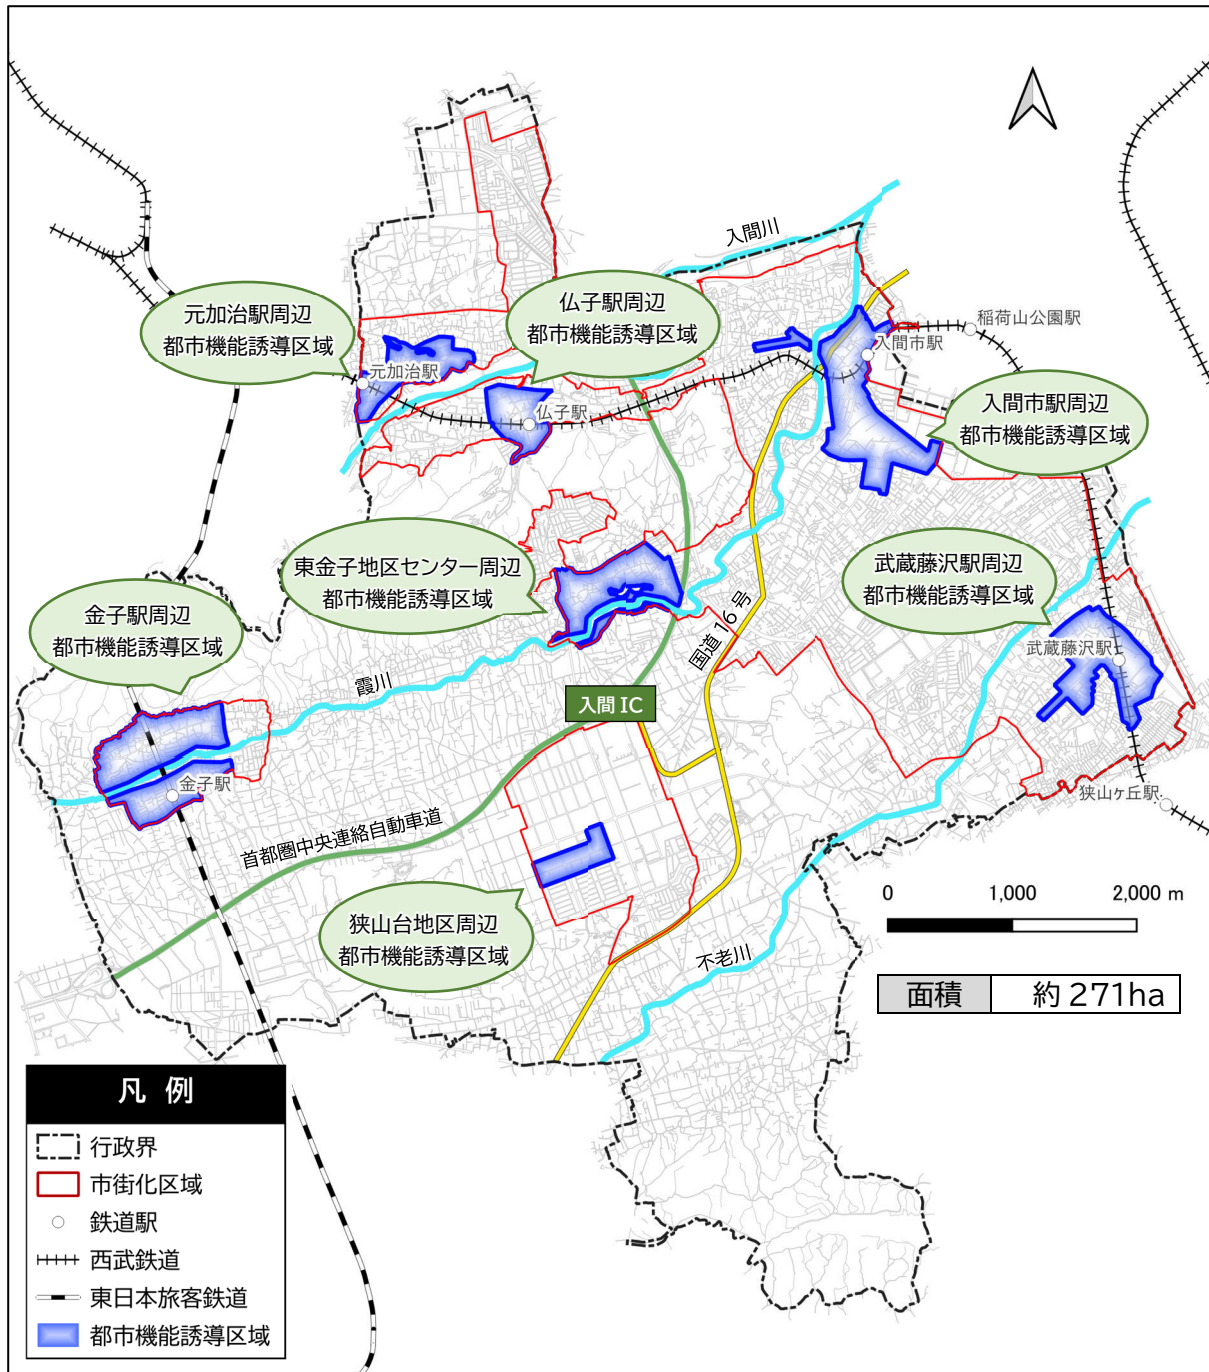 入間川
元加治駅周辺
都市機能誘導区域
仏子駅周辺
都市機能誘導区域
稲荷山公園駅
入間市駅
元加治駅
仏子駅
入間市駅周辺
都市機能誘導区域
東金子地区センター周辺
都市機能誘導区域
武蔵藤沢駅周辺
都市機能誘導区域
金子駅周辺
都市機能誘導区域
国道16号
武蔵藤沢駅
霞川
入間IC
金子駅
狭山ヶ丘駅
首都圏中央連絡自動車道
狭山台地区周辺
都市機能誘導区域
0 1,000 2,000 m
不老川
面積 約271ha
凡 例
行政界
市街化区域
鉄道駅
西武鉄道
東日本旅客鉄道
都市機能誘導区域